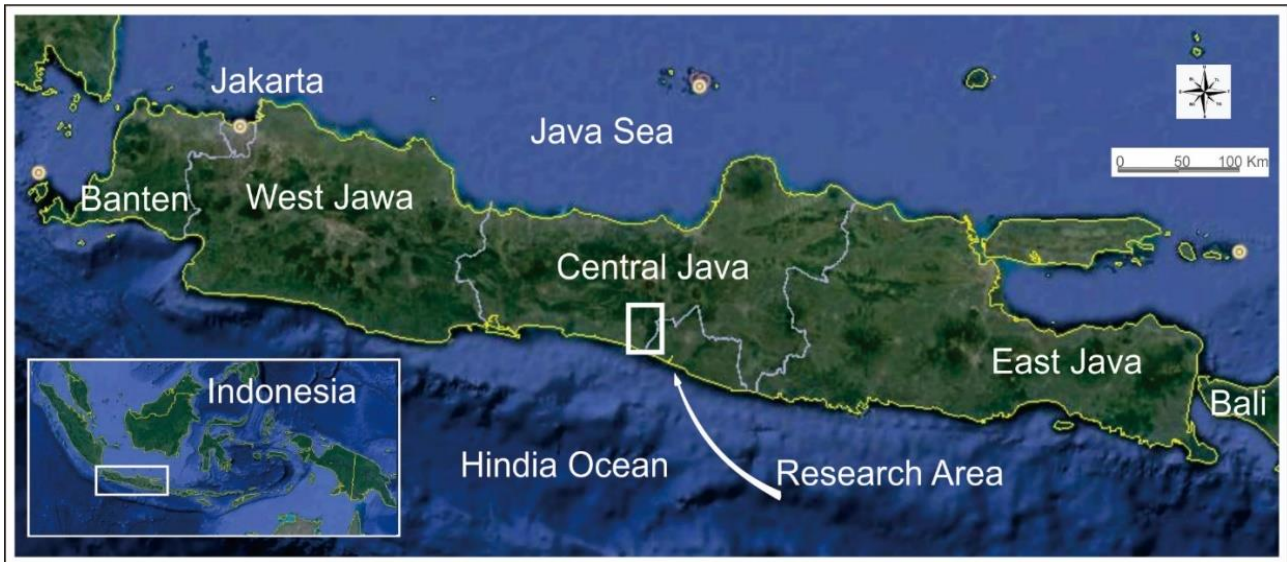 Jakarta
Java Sea
0 50 100 Km
Banten
West Jawa
Central Java
East Java
Bali
Indonesia
Hindia Ocean
Research Area